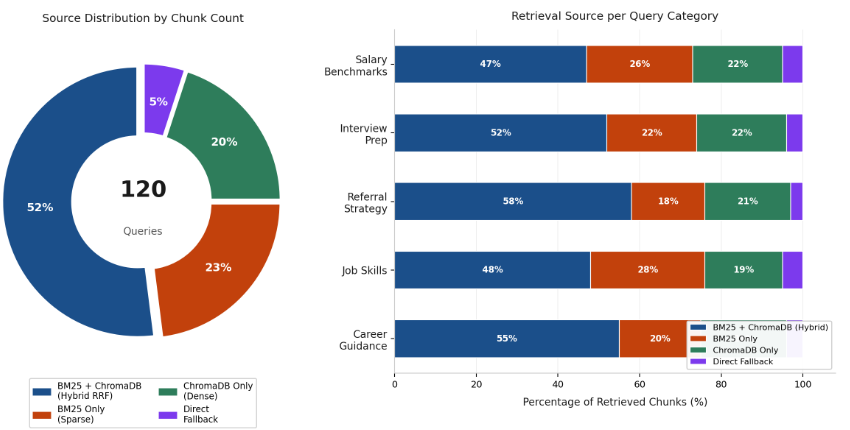 Source Distribution by Chunk Count
5%
20%
52%
120
Queries
23%
BM25 + ChromaDB
(Hybrid RRF)
BM25 Only
(Sparse)
ChromaDB Only
(Dense)
Direct
Fallback
Retrieval Source per Query Category
Salary
Benchmarks
47%
26%
22%
Interview
Prep
52%
22%
22%
Referral
Strategy
58%
18%
21%
Job Skills
48%
28%
19%
Career
Guidance
55%
20%
BM25 + ChromaDB (Hybrid)
BM25 Only
ChromaDB Only
Direct Fallback
0
20
40
60
80
100
Percentage of Retrieved Chunks (%)